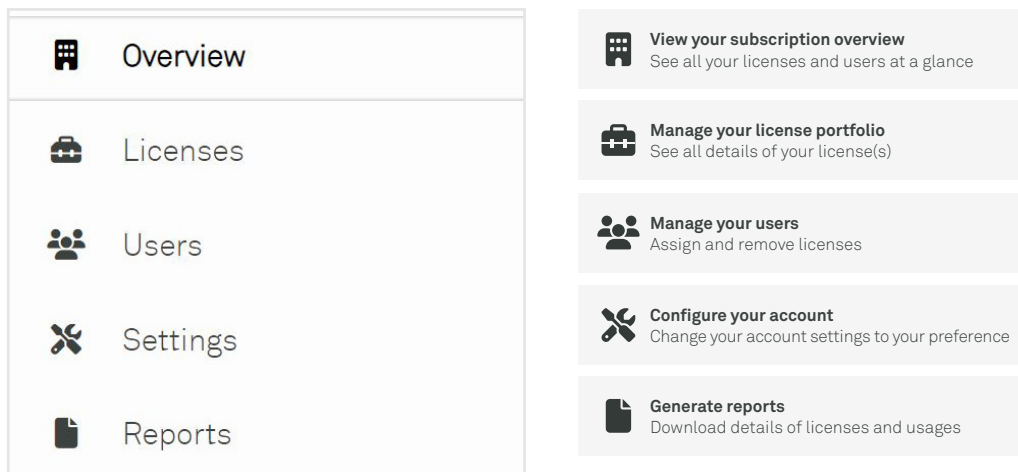 Overview
Licenses
Users
Settings
Reports
View your subscription overview
See all your licenses and users at a glance
Manage your license portfolio
See all details of your license(s)
Manage your users
Assign and remove licenses
Configure your account
Change your account settings to your preference
Generate reports
Download details of licenses and usages